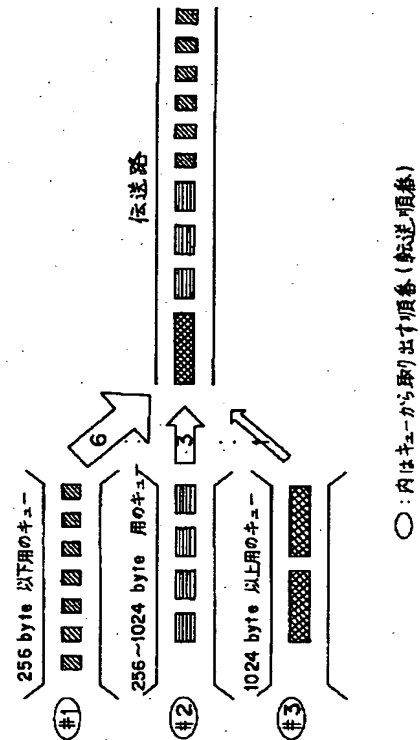 伝送路
256 byte 以下用のキュー
#1
6
256~1024 byte 用のキュー
#2
3
1024 byte 以上用のキュー
#3
○:内はキューから取り出す順番(転送順番)